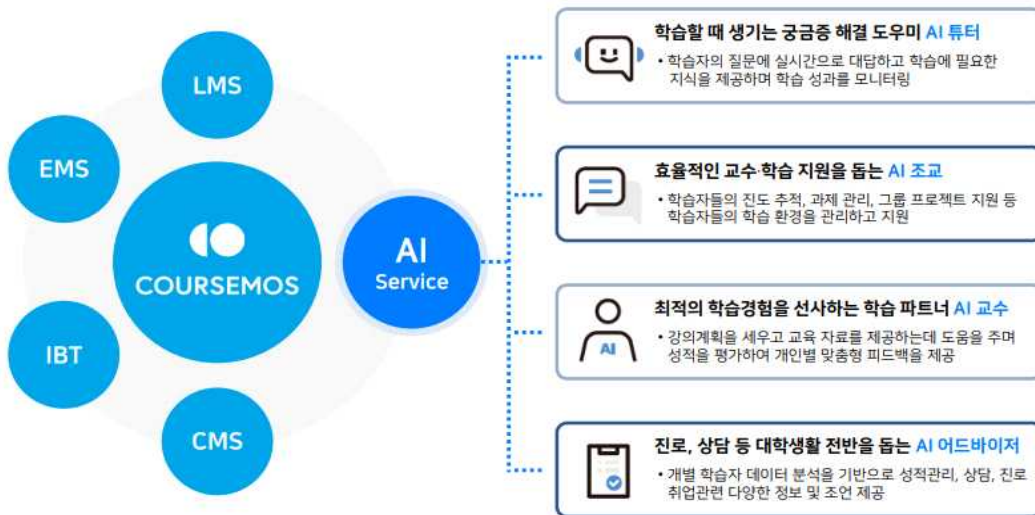 LMS
EMS
COURSEMOS
IBT
CMS
AI
Service
학습할 때 생기는 궁금증 해결 도우미 AI 튜터
• 학습자의 질문에 실시간으로 대답하고 학습에 필요한
지식을 제공하며 학습 성과를 모니터링
효율적인 교수·학습 지원을 돕는 AI 조교
• 학습자들의 진도 추적, 과제 관리, 그룹 프로젝트 지원 등
학습자들의 학습 환경을 관리하고 지원
AI
최적의 학습경험을 선사하는 학습 파트너 AI 교수
• 강의계획을 세우고 교육 자료를 제공하는데 도움을 주며
성적을 평가하여 개인별 맞춤형 피드백을 제공
진로, 상담 등 대학생활 전반을 돕는 AI 어드바이저
• 개별 학습자 데이터 분석을 기반으로 성적관리, 상담, 진로
취업관련 다양한 정보 및 조언 제공